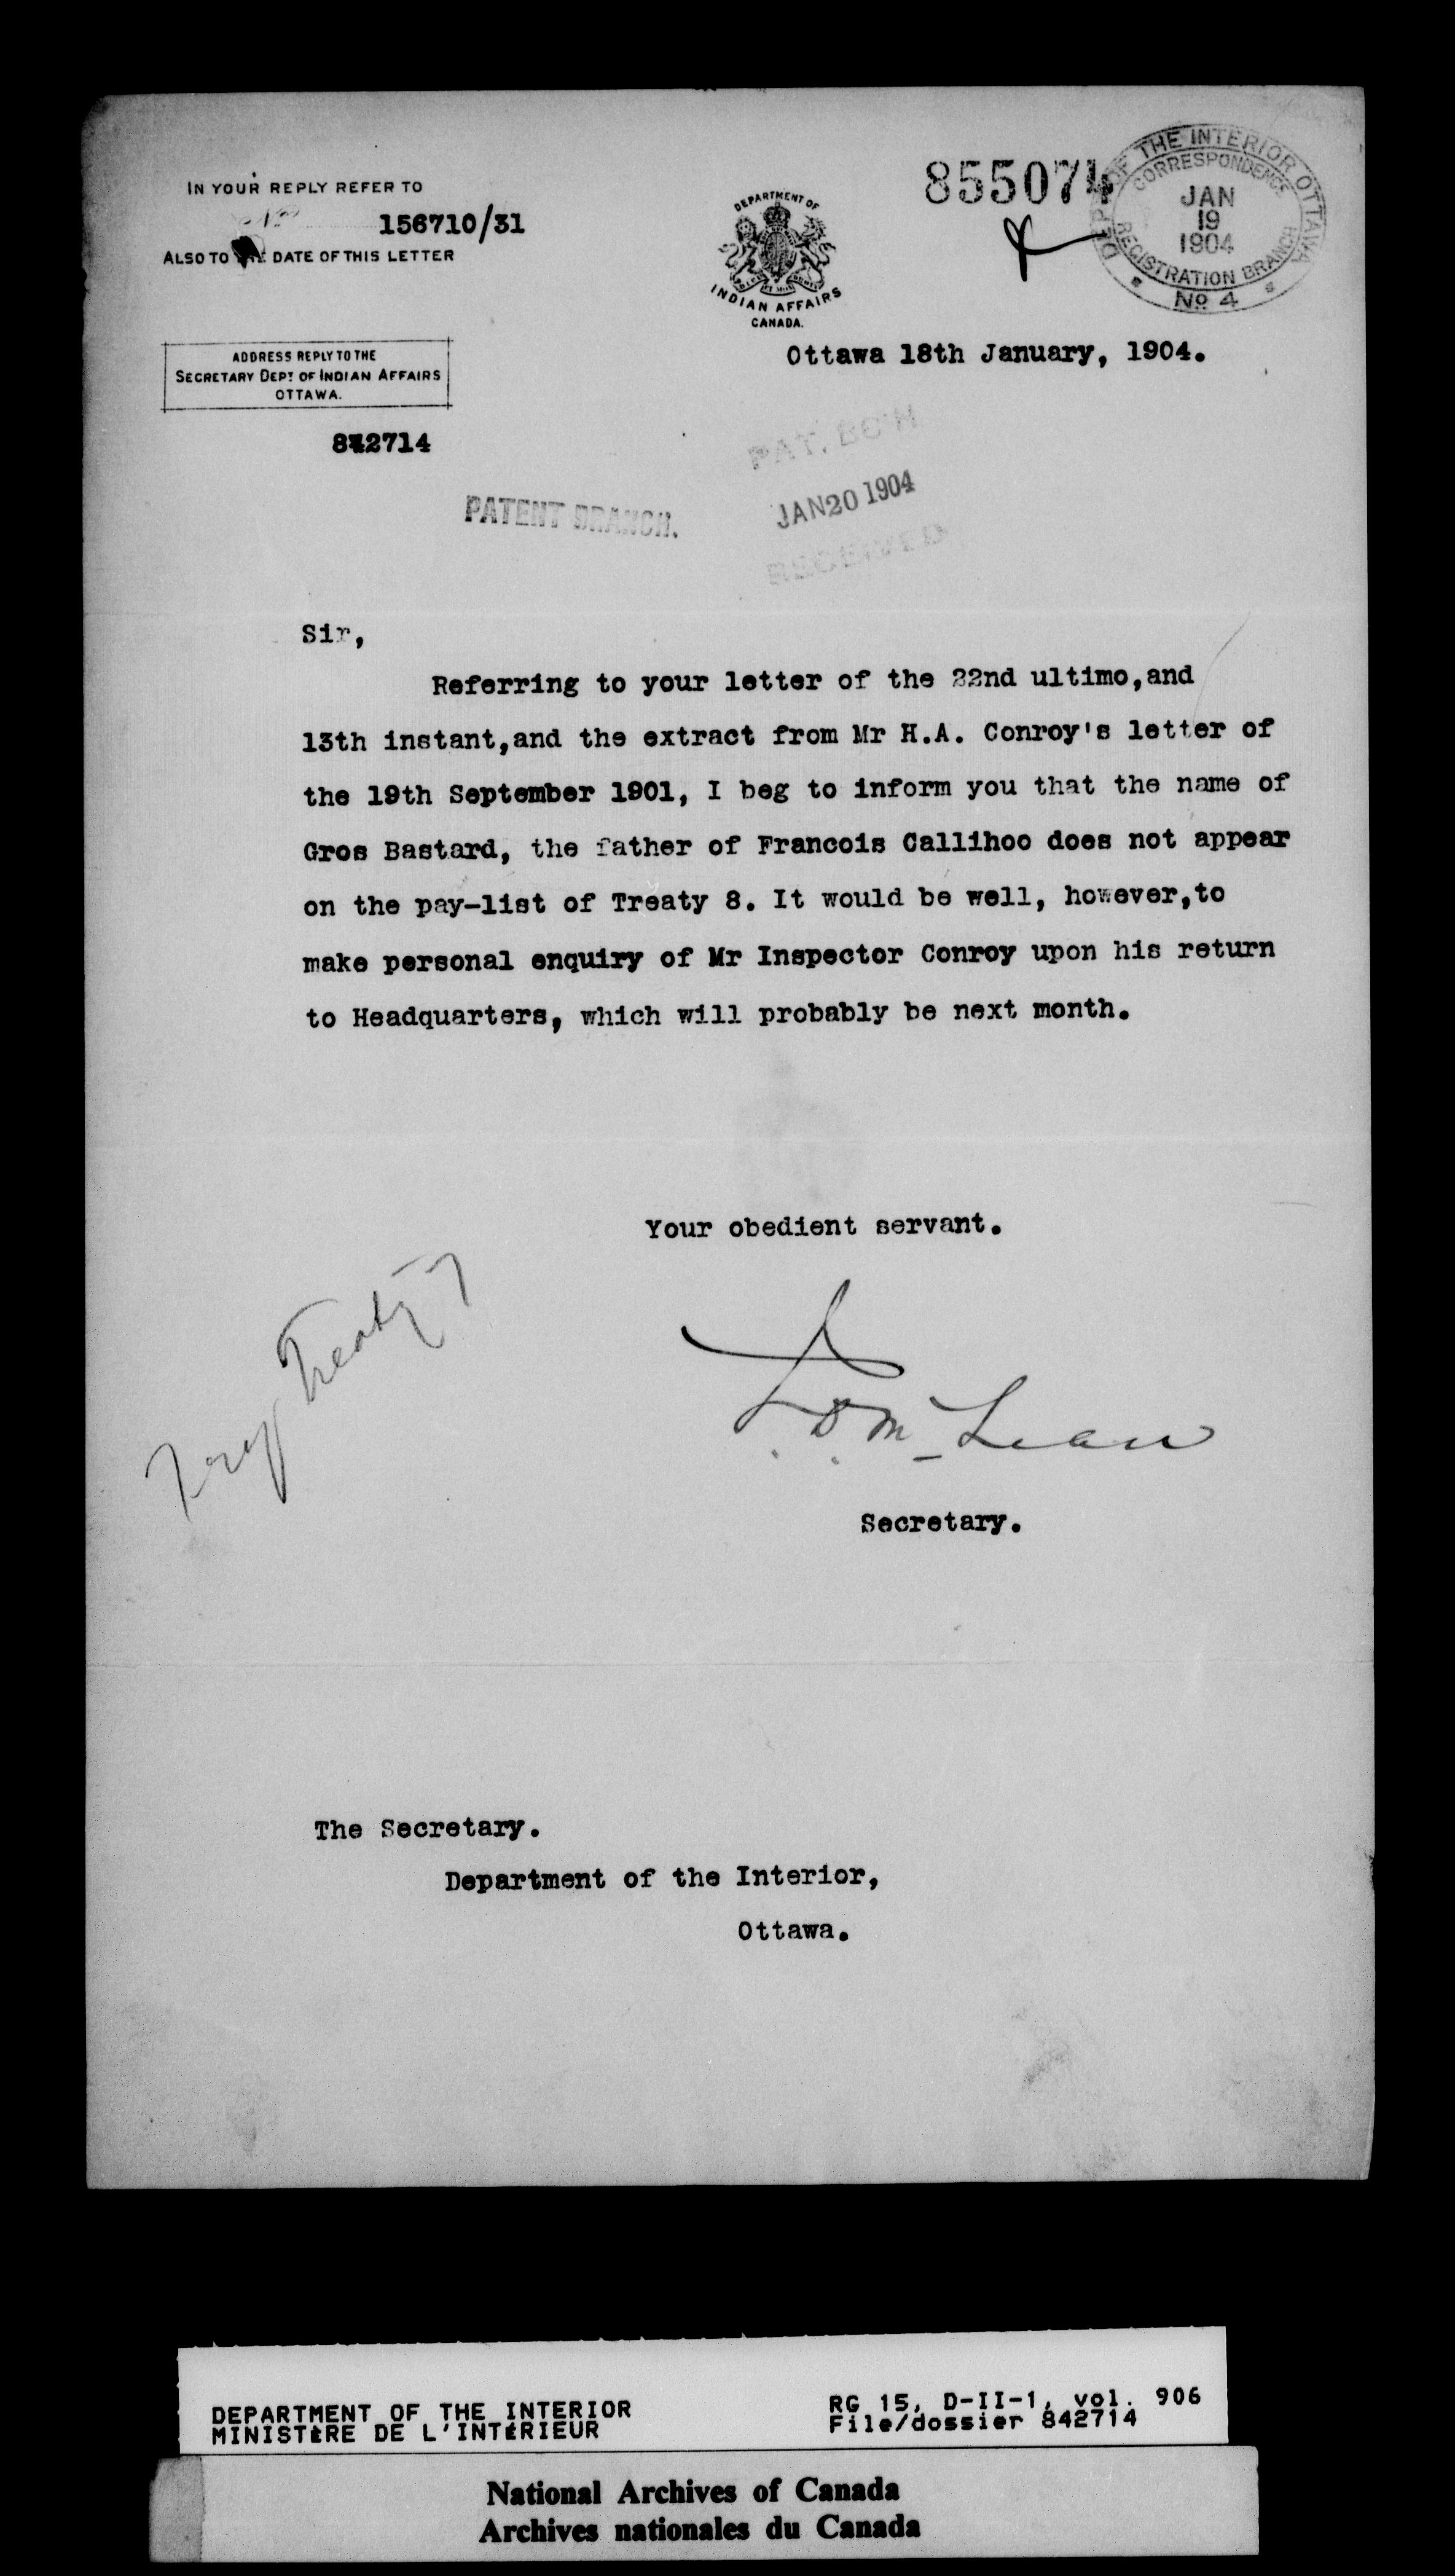 IN YOUR REPLY REFER TO
156710/31
ALSO TO THE DATE OF THIS LETTER
855074
DEPT OF THE INTERIOR OTTAWA
CORRESPONDENCE
JAN
19
1904
REGISTRATION BRANCH
No 4
DEPARTMENT OF
INDIAN AFFAIRS
CANADA.
Ottawa 18th January, 1904.
ADDRESS REPLY TO THE
SECRETARY DEPT OF INDIAN AFFAIRS
OTTAWA.
842714
PATENT BRANCH.
PAT. BCH
JAN 20 1904
RECEIVED
Sir,
Referring to your letter of the 22nd ultimo,and
13th instant,and the extract from Mr H.A. Conroy's letter of
the 19th September 1901, I beg to inform you that the name of
Gros Bastard, the father of Francois Callihoo does not appear
on the pay-list of Treaty 8. It would be well, however,to
make personal enquiry of Mr Inspector Conroy upon his return
to Headquarters, which will probably be next month.
Your obedient servant.
J. D. McLean
Secretary.
Treaty 7
The Secretary.
Department of the Interior,
Ottawa.
DEPARTMENT OF THE INTERIOR
MINISTÈRE DE L'INTÉRIEUR
RG 15, D-II-1, vol. 906
File/dossier 842714
National Archives of Canada
Archives nationales du Canada